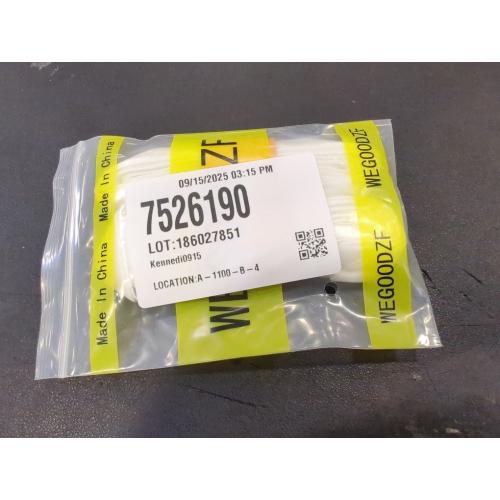 09/15/2025 03:15 PM
7526190
LOT:186027851
Kennedi0915
LOCATION:A-1100-B-4
Made In China
Made In China
ZF
WE
WEGOODZF
WEGOODZF